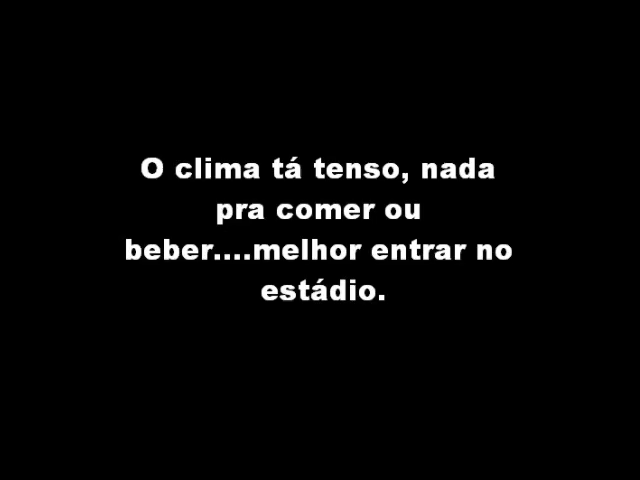 O clima tá tenso, nada
pra comer ou
beber....melhor entrar no
estádio.